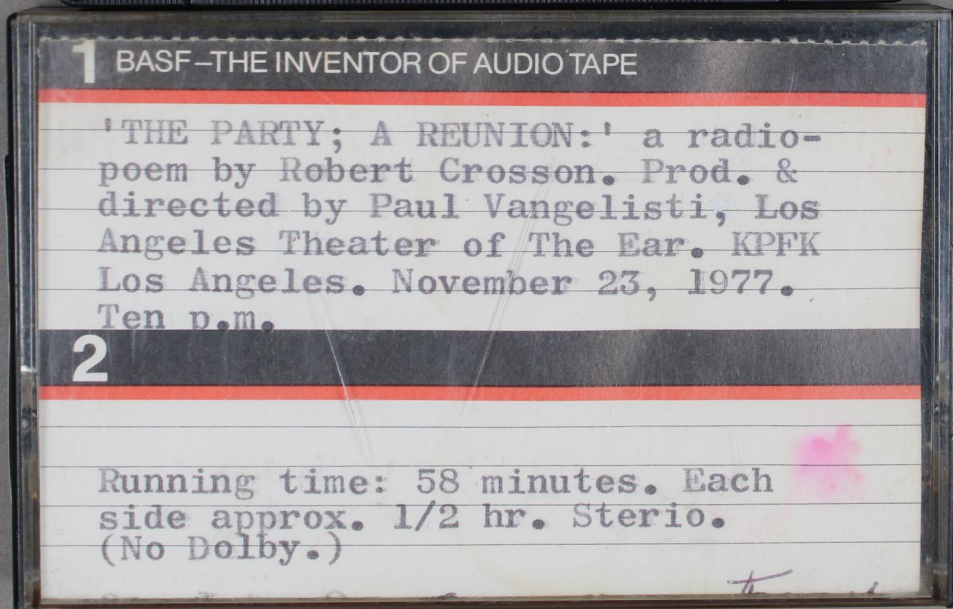 1 BASF–THE INVENTOR OF AUDIO TAPE
'THE PARTY; A REUNION:' a radio-
poem by Robert Crosson. Prod. &
directed by Paul Vangelisti, Los
Angeles Theater of The Ear. KPFK
Los Angeles. November 23, 1977.
Ten p.m.
2
Running time: 58 minutes. Each
side approx. 1/2 hr. Sterio.
(No Dolby.)